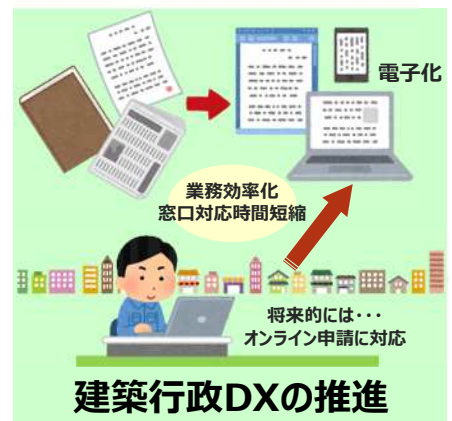 電子化
業務効率化
窓口対応時間短縮
将来的には・・・
オンライン申請に対応
建築行政DXの推進